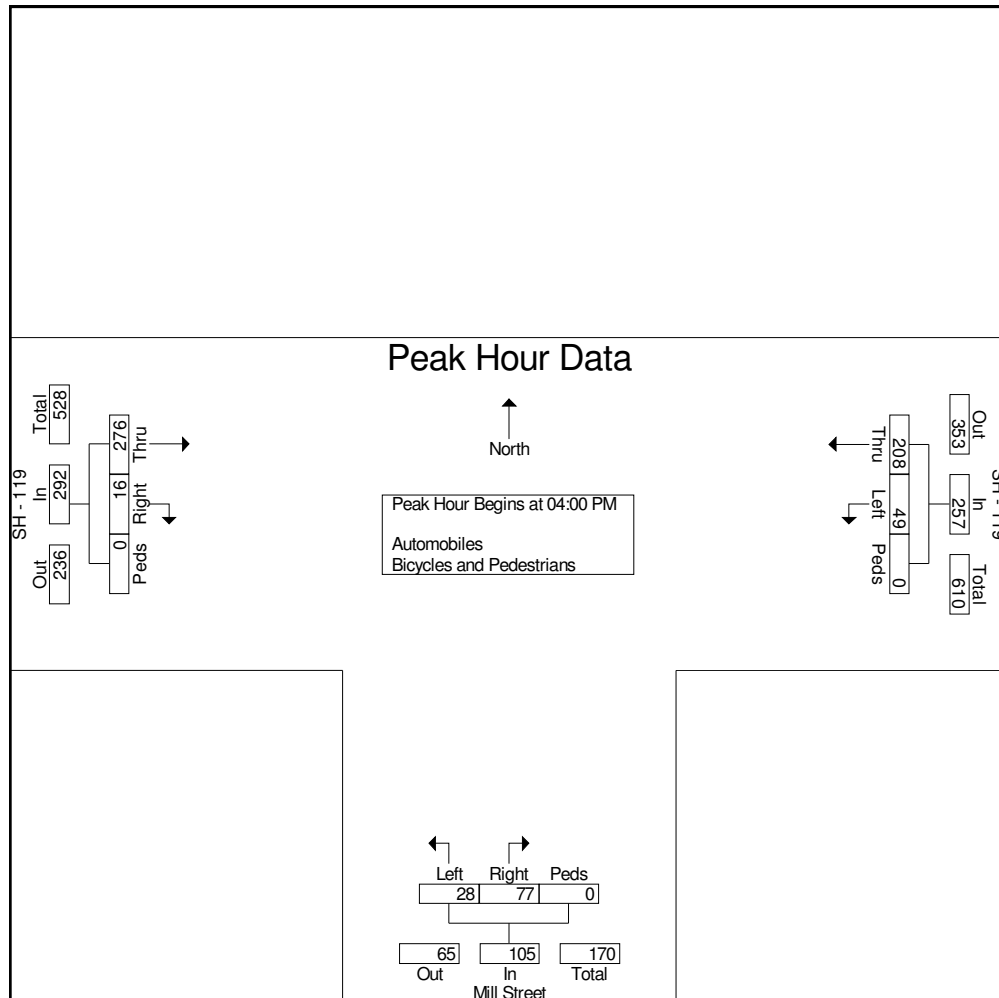 Peak Hour Data
North
Peak Hour Begins at 04:00 PM
Automobiles
Bicycles and Pedestrians
SH - 119
Total 528
In 292
Out 236
276 Thru
16 Right
0 Peds
SH - 119
Out 353
In 257
Total 610
208 Thru
49 Left
0 Peds
Left Right Peds
28 77 0
65 105 170
Out In Total
Mill Street